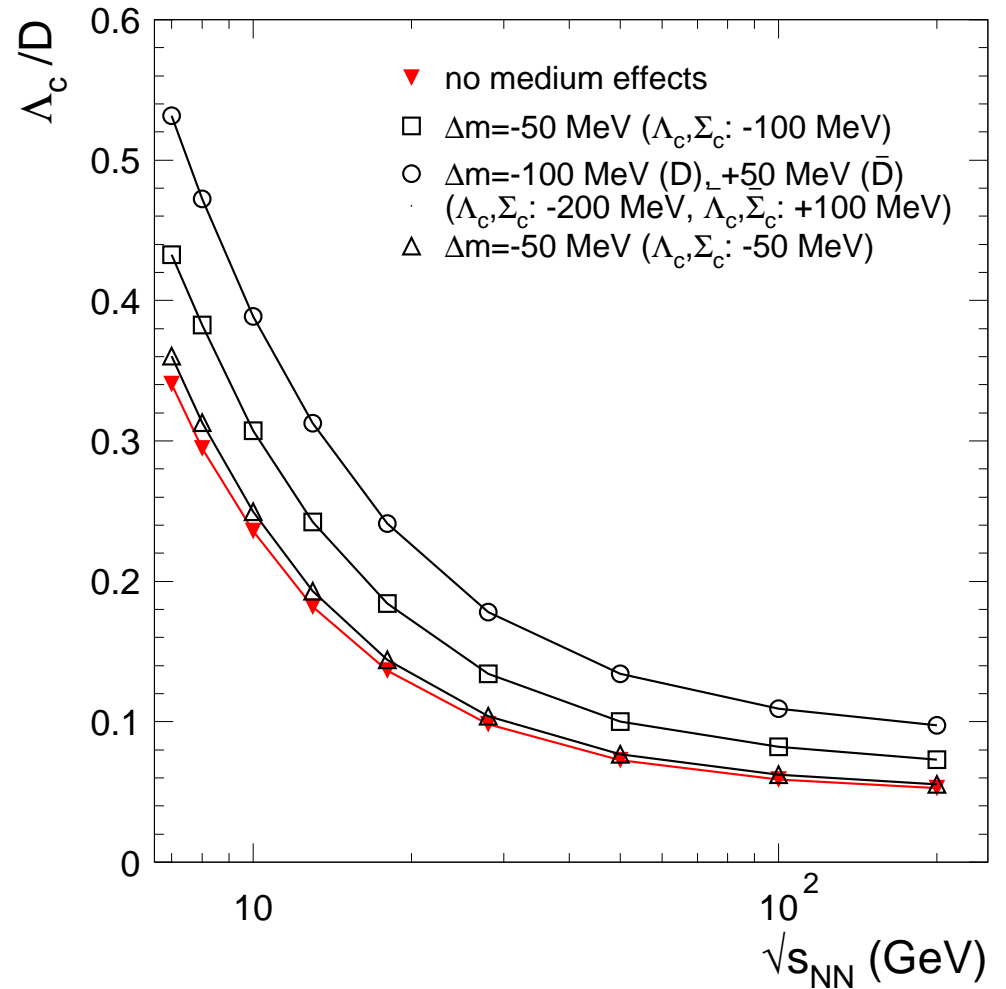 Λc/D
0.6
0.5
0.4
0.3
0.2
0.1
0
no medium effects
Δm=-50 MeV (Λc,Σc: -100 MeV)
Δm=-100 MeV (D), +50 MeV (D̄)
(Λc,Σc: -200 MeV, Λ̄c,Σ̄c: +100 MeV)
Δm=-50 MeV (Λc,Σc: -50 MeV)
10
10²
√sNN (GeV)